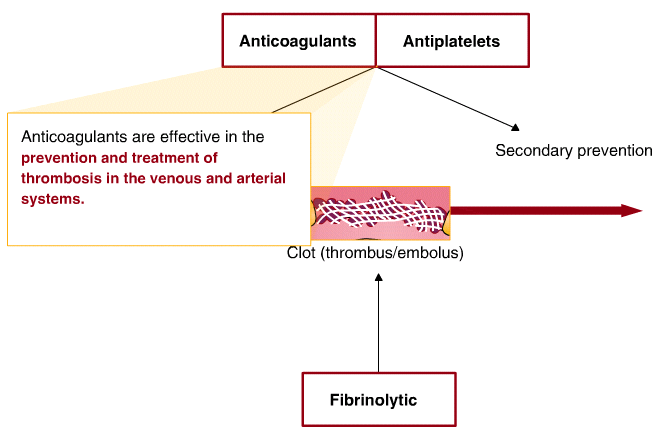 Anticoagulants
Antiplatelets
Anticoagulants are effective in the
prevention and treatment of
thrombosis in the venous and arterial
systems.
Secondary prevention
Clot (thrombus/embolus)
Fibrinolytic